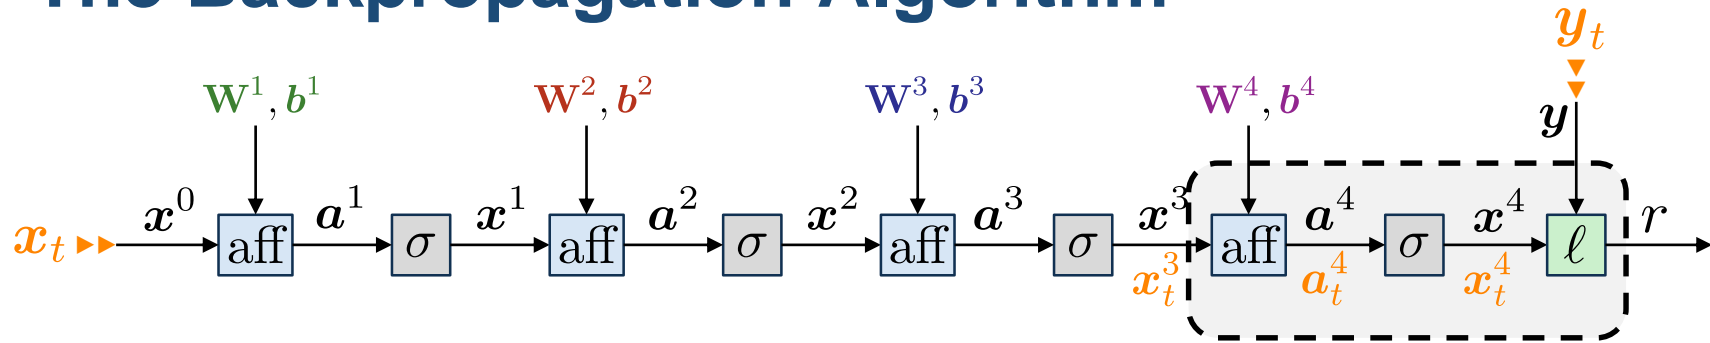 The Backpropagation Algorithm
y_t
W^1, b^1 W^2, b^2 W^3, b^3 W^4, b^4
y
x_t x^0 aff a^1 σ x^1 aff a^2 σ x^2 aff a^3 σ x^3 aff a^4 σ x^4 ℓ r
x_t^3 a_t^4 x_t^4